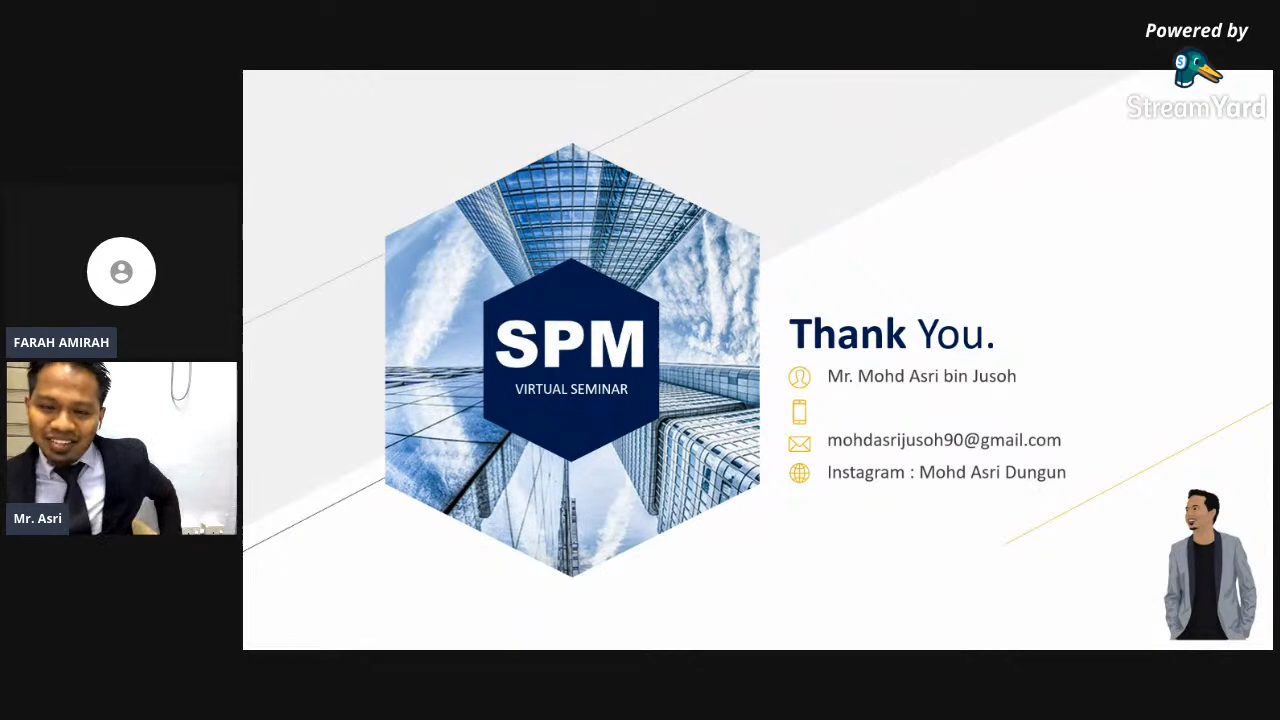 Powered by
StreamYard
FARAH AMIRAH
Mr. Asri
SPM
VIRTUAL SEMINAR
Thank You.
Mr. Mohd Asri bin Jusoh
mohdasrijusoh90@gmail.com
Instagram : Mohd Asri Dungun